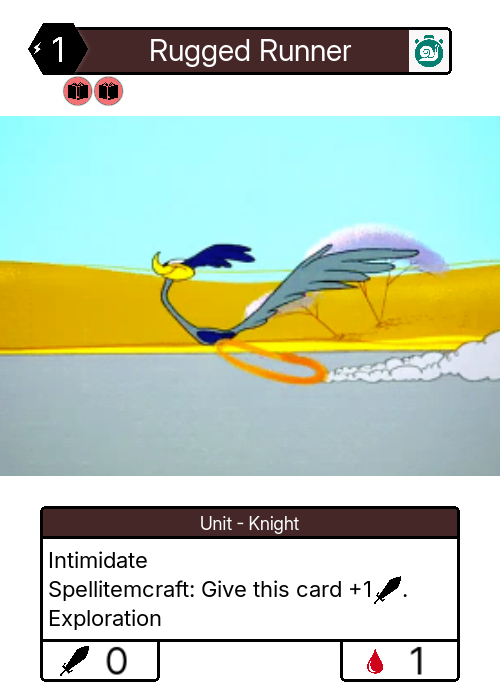 1
Rugged Runner
Unit - Knight
Intimidate
Spellitemcraft: Give this card +1.
Exploration
0
1